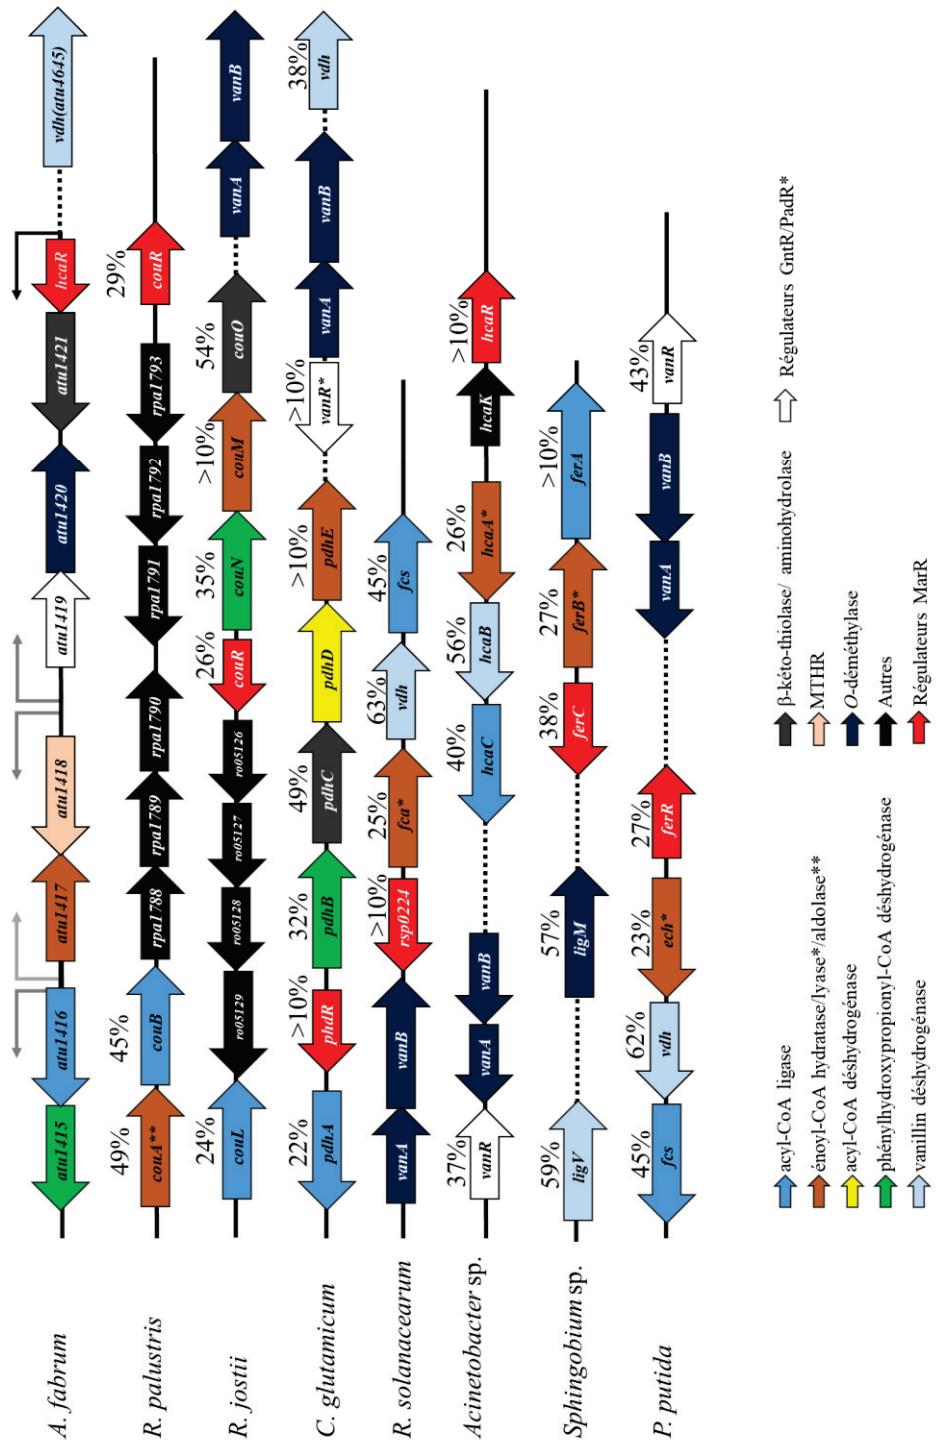 A. fabrum
atu1415
atu1416
atu1417
atu1418
atu1419
atu1420
atu1421
hcaR
vdh(atu4645)
R. palustris
49%
45%
29%
couA**
couB
rpa1788
rpa1789
rpa1790
rpa1791
rpa1792
rpa1793
couR
R. jostii
24%
26%
35%
>10%
54%
couL
ro05129
ro05128
ro05127
ro05126
couR
couN
couM
couO
vanA
vanB
C. glutamicum
22%
>10%
32%
49%
>10%
>10%
38%
pdhA
phdR
pdhB
pdhC
pdhD
pdhE
vanR*
vanA
vanB
vdh
R. solanacearum
>10%
25%
63%
45%
vanA
vanB
rsp0224
fca*
vdh
fcs
Acinetobacter sp.
37%
40%
56%
26%
>10%
vanR
vanA
vanB
hcaC
hcaB
hcaA*
hcaK
hcaR
Sphingobium sp.
59%
57%
38%
27%
>10%
ligV
ligM
ferC
ferB*
ferA
P. putida
45%
62%
23%
27%
43%
fcs
vdh
ech*
ferR
vanA
vanB
vanR
acyl-CoA ligase
énoyl-CoA hydratase/lyase*/aldolase**
acyl-CoA déshydrogénase
phénylhydroxypropionyl-CoA déshydrogénase
vanillin déshydrogénase
β-kéto-thiolase/ aminohydrolase
MTHR
O-déméthylase
Autres
Régulateurs MarR
Régulateurs GntR/PadR*